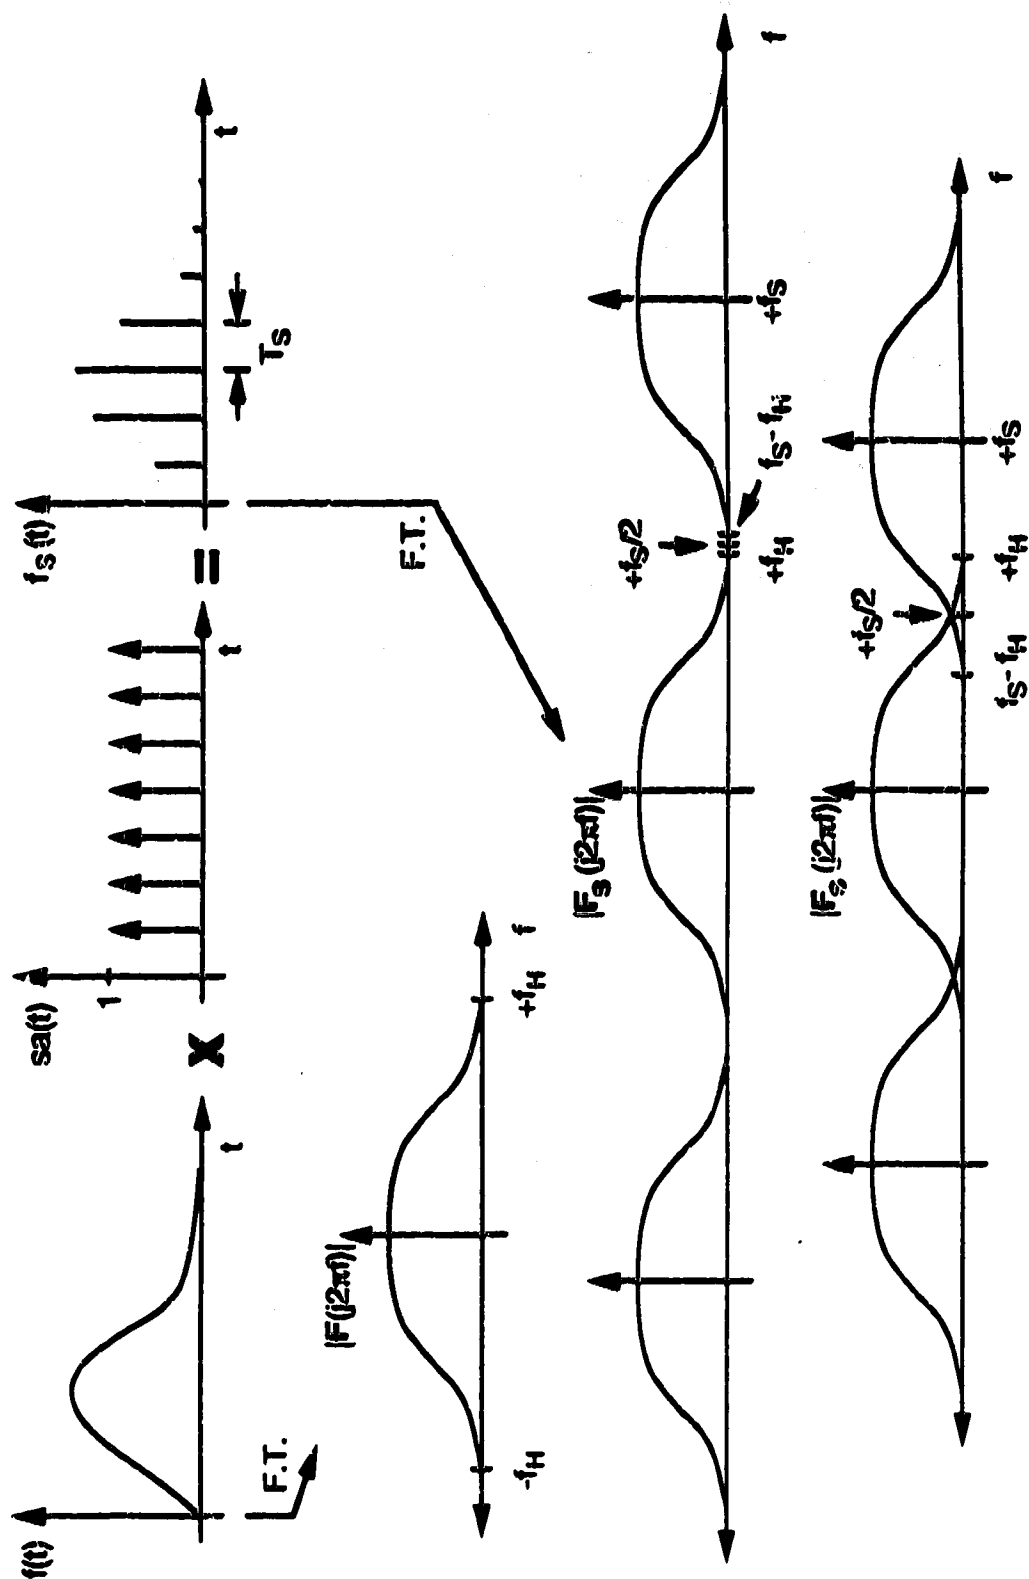 f(t)
t
X
sa(t)
1
t
=
fS(t)
t
TS
F.T.
F.T.
|F(j2πf)|
-fH
+fH
f
|FS(j2πf)|
+fS/2
+fH
fS-fH
+fS
f
|FS(j2πf)|
+fS/2
fS-fH
+fH
+fS
f